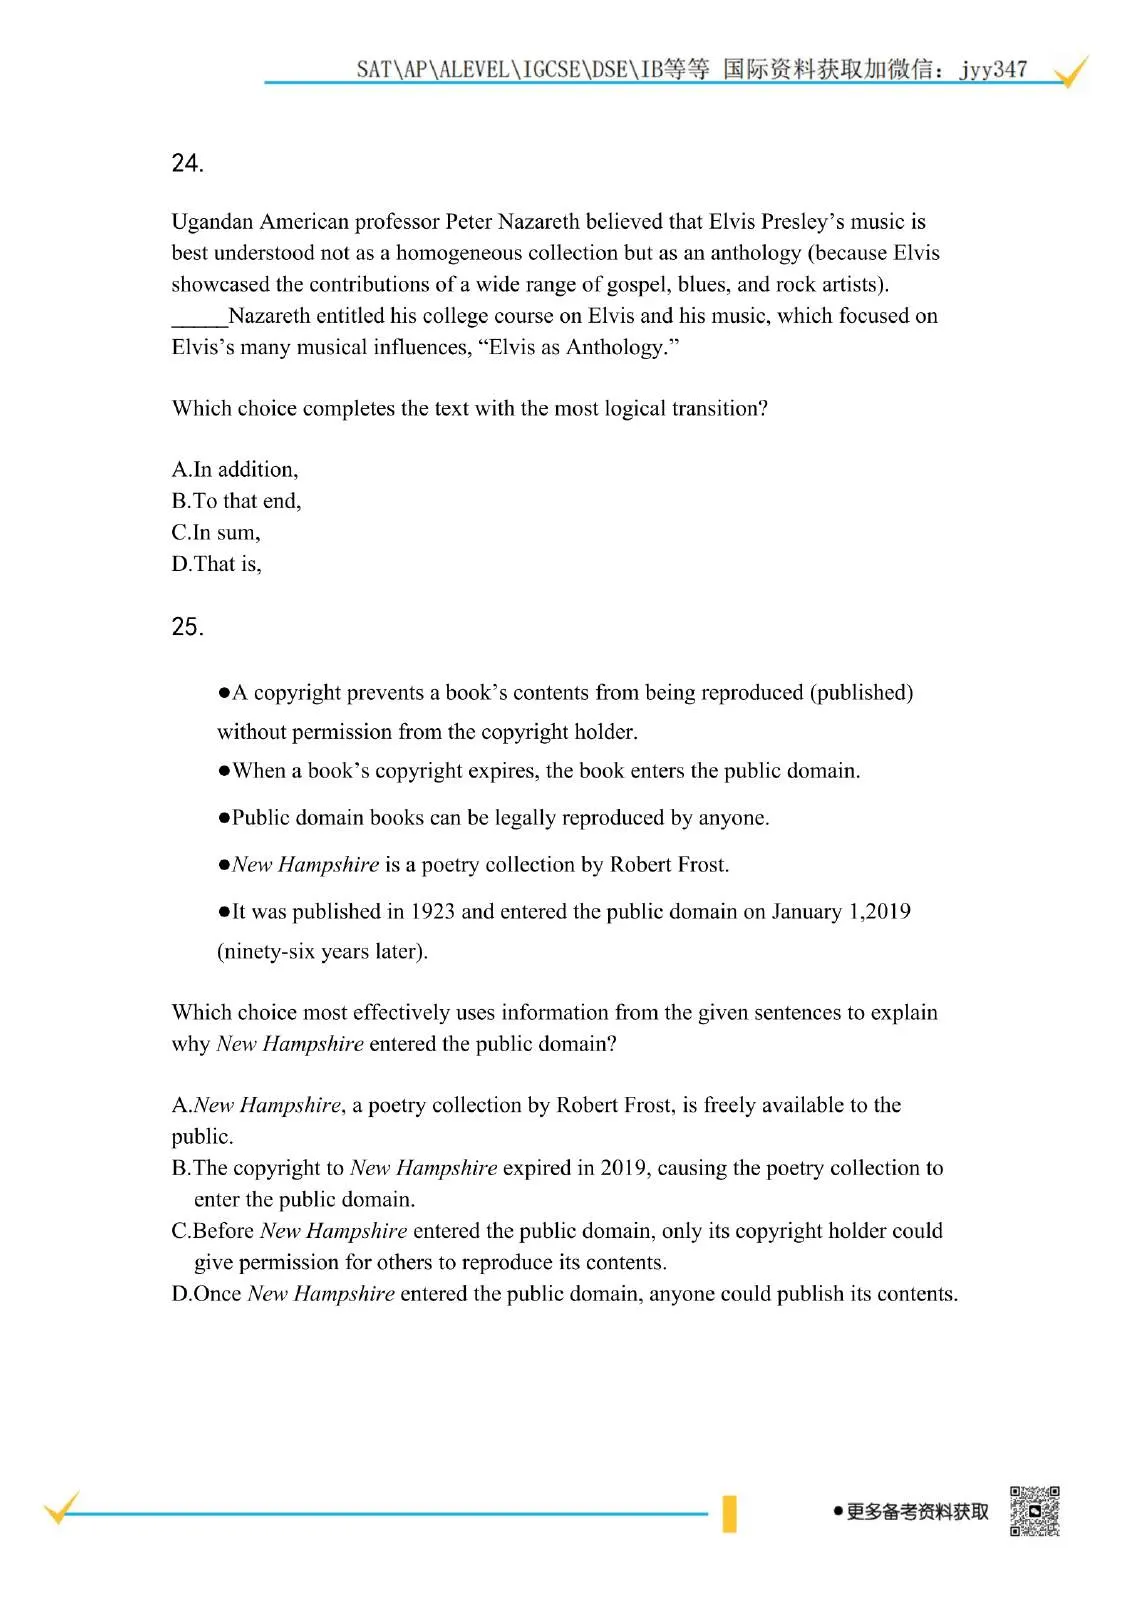 SAT\AP\ALEVEL\IGCSE\DSE\IB等等 国际资料获取加微信：jyy347
24.
Ugandan American professor Peter Nazareth believed that Elvis Presley’s music is
best understood not as a homogeneous collection but as an anthology (because Elvis
showcased the contributions of a wide range of gospel, blues, and rock artists).
_____Nazareth entitled his college course on Elvis and his music, which focused on
Elvis’s many musical influences, “Elvis as Anthology.”
Which choice completes the text with the most logical transition?
A.In addition,
B.To that end,
C.In sum,
D.That is,
25.
●A copyright prevents a book’s contents from being reproduced (published)
without permission from the copyright holder.
●When a book’s copyright expires, the book enters the public domain.
●Public domain books can be legally reproduced by anyone.
●New Hampshire is a poetry collection by Robert Frost.
●It was published in 1923 and entered the public domain on January 1,2019
(ninety-six years later).
Which choice most effectively uses information from the given sentences to explain
why New Hampshire entered the public domain?
A.New Hampshire, a poetry collection by Robert Frost, is freely available to the
public.
B.The copyright to New Hampshire expired in 2019, causing the poetry collection to
enter the public domain.
C.Before New Hampshire entered the public domain, only its copyright holder could
give permission for others to reproduce its contents.
D.Once New Hampshire entered the public domain, anyone could publish its contents.
●更多备考资料获取